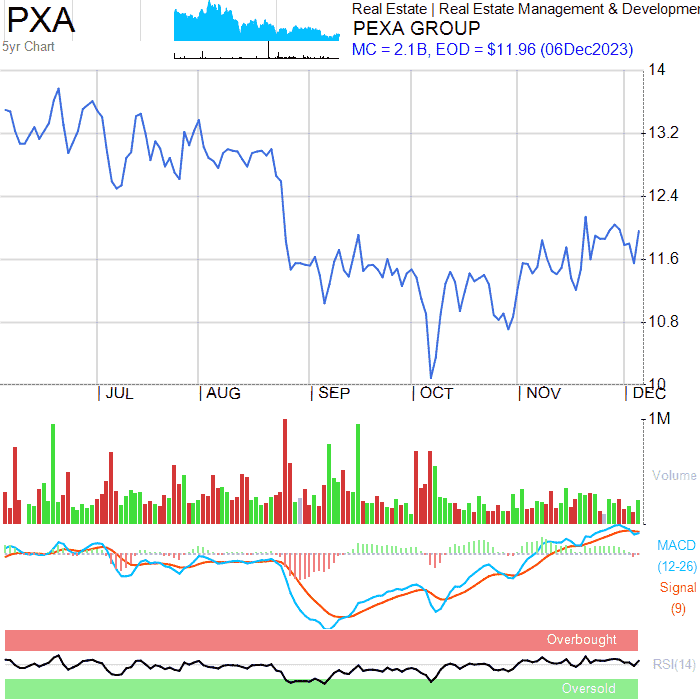 PXA
5yr Chart
Real Estate | Real Estate Management & Developmen
PEXA GROUP
MC = 2.1B, EOD = $11.96 (06Dec2023)
14
13.2
12.4
11.6
10.8
10
| JUL
| AUG
| SEP
| OCT
| NOV
| DEC
1M
Volume
MACD
(12-26)
Signal
(9)
Overbought
RSI(14)
Oversold